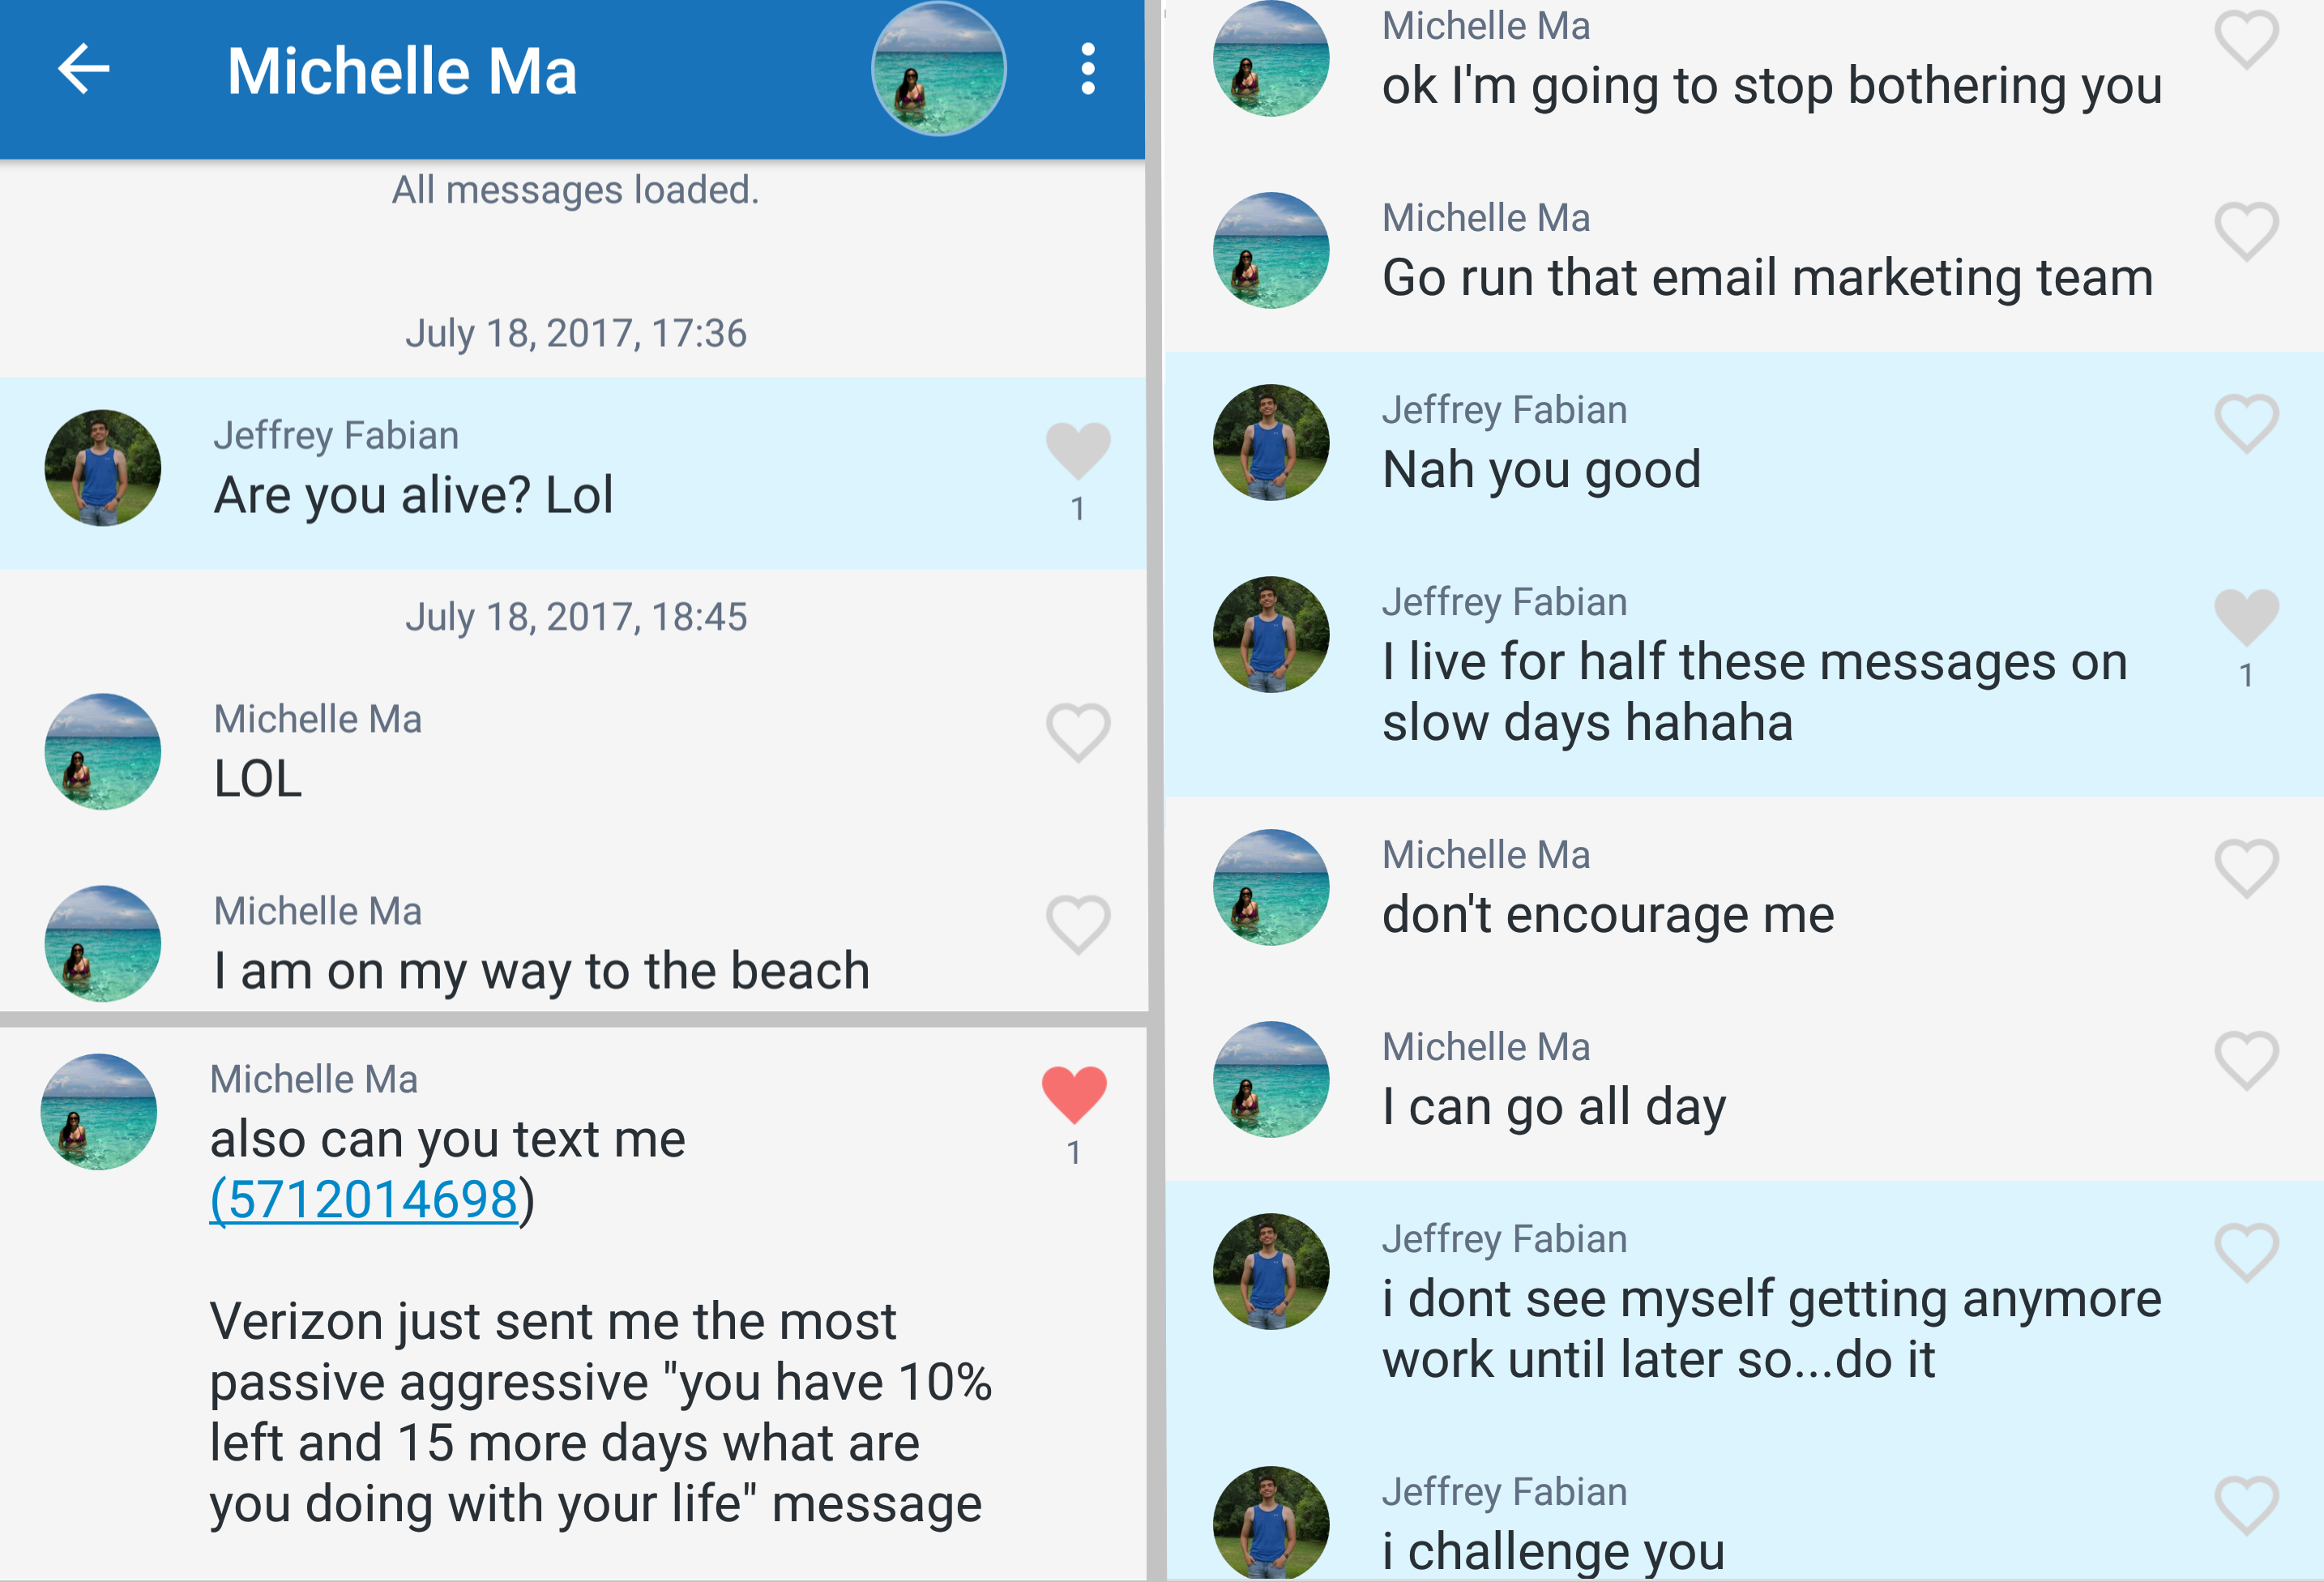 Michelle Ma
All messages loaded.
July 18, 2017, 17:36
Jeffrey Fabian
Are you alive? Lol
1
July 18, 2017, 18:45
Michelle Ma
LOL
Michelle Ma
I am on my way to the beach
Michelle Ma
also can you text me
(5712014698)
1
Verizon just sent me the most
passive aggressive "you have 10%
left and 15 more days what are
you doing with your life" message
Michelle Ma
ok I'm going to stop bothering you
Michelle Ma
Go run that email marketing team
Jeffrey Fabian
Nah you good
Jeffrey Fabian
I live for half these messages on
slow days hahaha
1
Michelle Ma
don't encourage me
Michelle Ma
I can go all day
Jeffrey Fabian
i dont see myself getting anymore
work until later so...do it
Jeffrey Fabian
i challenge you